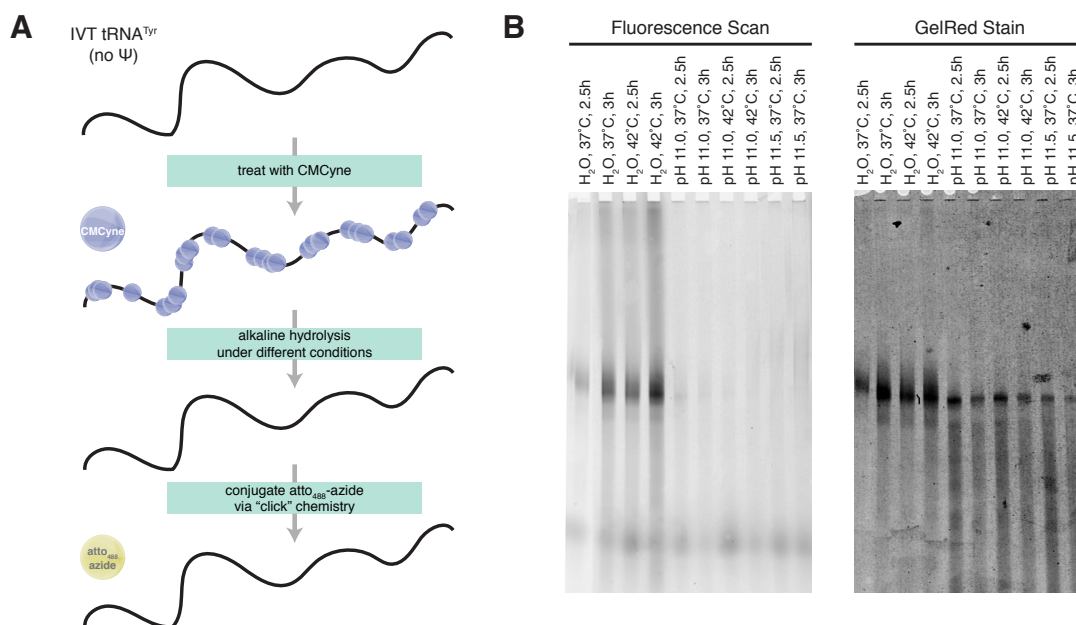 A
IVT tRNAᵀʸʳ
(no Ψ)
treat with CMCyne
CMCyne
alkaline hydrolysis
under different conditions
conjugate atto₄₈₈-azide
via “click” chemistry
atto₄₈₈
azide
B
Fluorescence Scan
H₂O, 37°C, 2.5h
H₂O, 37°C, 3h
H₂O, 42°C, 2.5h
H₂O, 42°C, 3h
pH 11.0, 37°C, 2.5h
pH 11.0, 37°C, 3h
pH 11.0, 42°C, 2.5h
pH 11.0, 42°C, 3h
pH 11.5, 37°C, 2.5h
pH 11.5, 37°C, 3h
GelRed Stain
H₂O, 37°C, 2.5h
H₂O, 37°C, 3h
H₂O, 42°C, 2.5h
H₂O, 42°C, 3h
pH 11.0, 37°C, 2.5h
pH 11.0, 37°C, 3h
pH 11.0, 42°C, 2.5h
pH 11.0, 42°C, 3h
pH 11.5, 37°C, 2.5h
pH 11.5, 37°C, 3h